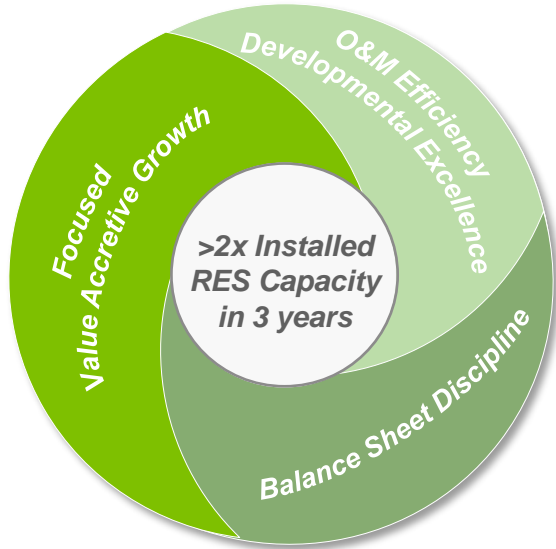 O&M Efficiency
Developmental Excellence
Focused
Value Accretive Growth
>2x Installed
RES Capacity
in 3 years
Balance Sheet Discipline